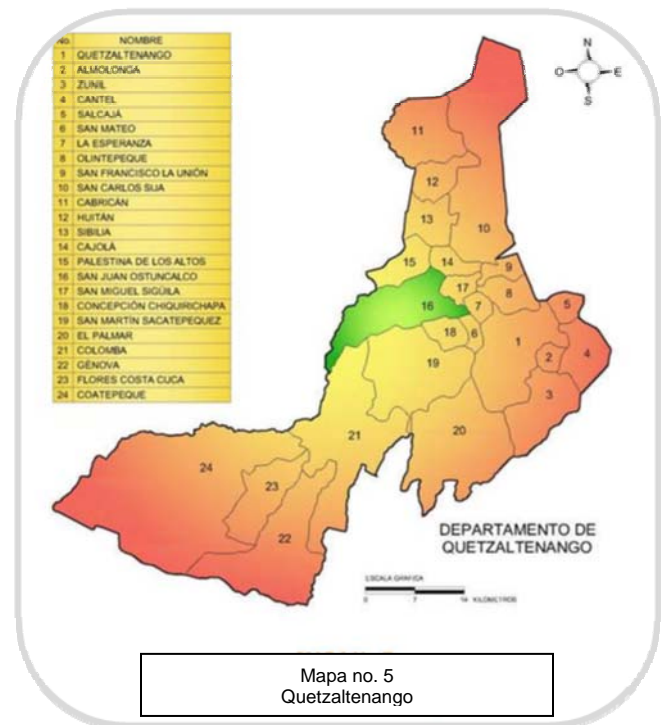 No. NOMBRE
1 QUETZALTENANGO
2 ALMOLONGA
3 ZUNIL
4 CANTEL
5 SALCAJÁ
6 SAN MATEO
7 LA ESPERANZA
8 OLINTEPEQUE
9 SAN FRANCISCO LA UNIÓN
10 SAN CARLOS SIJA
11 CABRICÁN
12 HUITÁN
13 SIBILIA
14 CAJOLÁ
15 PALESTINA DE LOS ALTOS
16 SAN JUAN OSTUNCALCO
17 SAN MIGUEL SIGÜILA
18 CONCEPCIÓN CHIQUIRICHAPA
19 SAN MARTÍN SACATEPEQUEZ
20 EL PALMAR
21 COLOMBA
22 GÉNOVA
23 FLORES COSTA CUCA
24 COATEPEQUE
N
O E
S
11
12
13
10
15 14
9
17
8
16
7
5
18 6
1
19
2 4
3
21
20
24
23
22
DEPARTAMENTO DE
QUETZALTENANGO
ESCALA GRAFICA
0 7 14 KILOMETROS
Mapa no. 5
Quetzaltenango